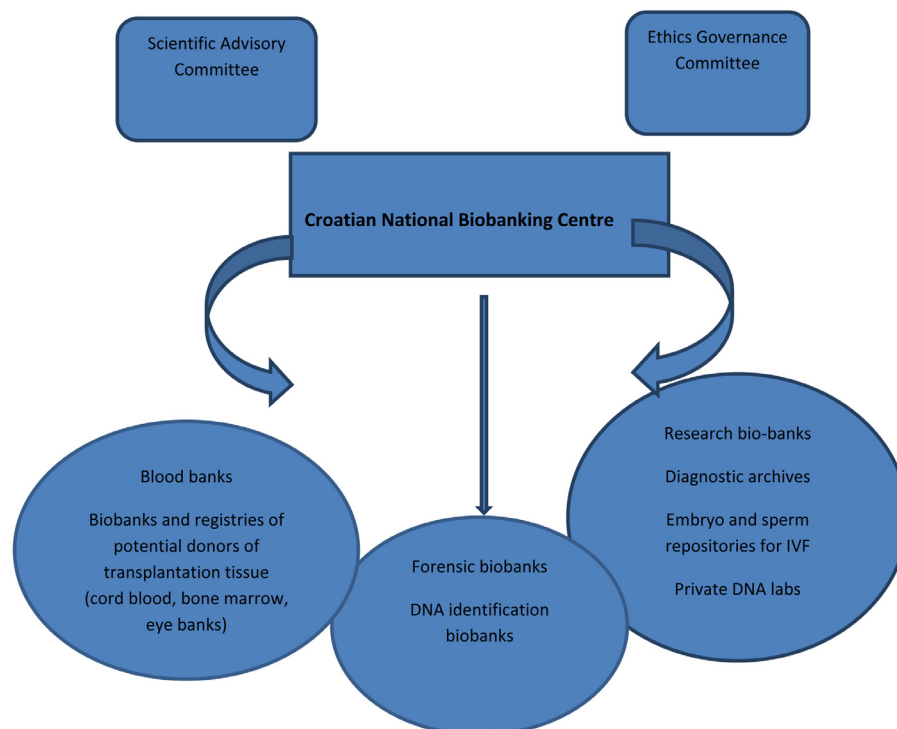 Scientific Advisory
Committee
Ethics Governance
Committee
Croatian National Biobanking Centre
Blood banks
Biobanks and registries of
potential donors of
transplantation tissue
(cord blood, bone marrow,
eye banks)
Forensic biobanks
DNA identification
biobanks
Research bio-banks
Diagnostic archives
Embryo and sperm
repositories for IVF
Private DNA labs